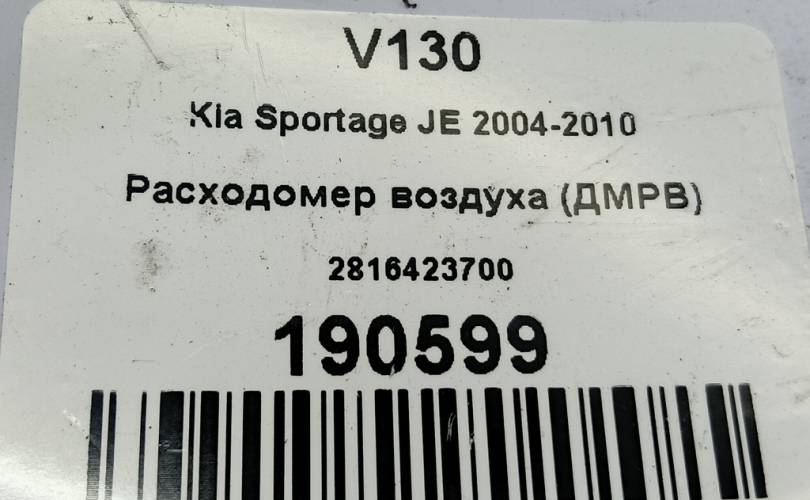 V130
Kia Sportage JE 2004-2010
Расходомер воздуха (ДМРВ)
2816423700
190599